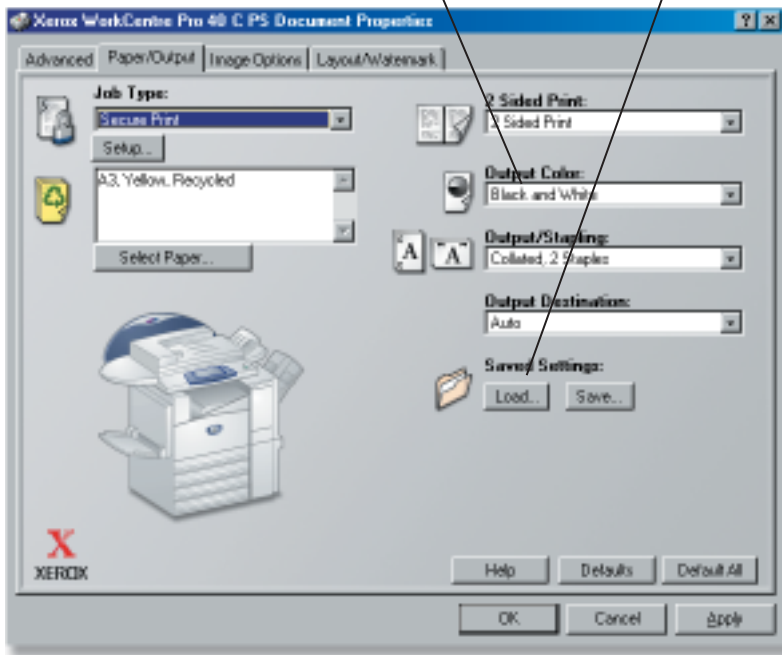 Xerox WorkCentre Pro 40 C PS Document Properties
Advanced Paper/Output Image Options Layout/Watermark
Job Type:
Secure Print
Setup...
A3, Yellow, Recycled
Select Paper...
2 Sided Print:
2 Sided Print
Output Color:
Black and White
Output/Stapling:
Collated, 2 Staples
A A
Output Destination:
Auto
Saved Settings:
Load... Save...
X
XEROX
Help Defaults Default All
OK Cancel Apply